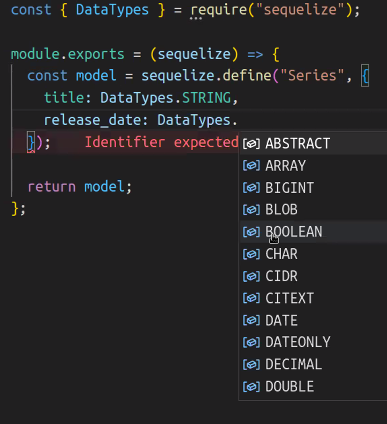 const { DataTypes } = require("sequelize");
module.exports = (sequelize) => {
const model = sequelize.define("Series", {
title: DataTypes.STRING,
release_date: DataTypes.
}); Identifier expected
return model;
};
ABSTRACT
ARRAY
BIGINT
BLOB
BOOLEAN
CHAR
CIDR
CITEXT
DATE
DATEONLY
DECIMAL
DOUBLE